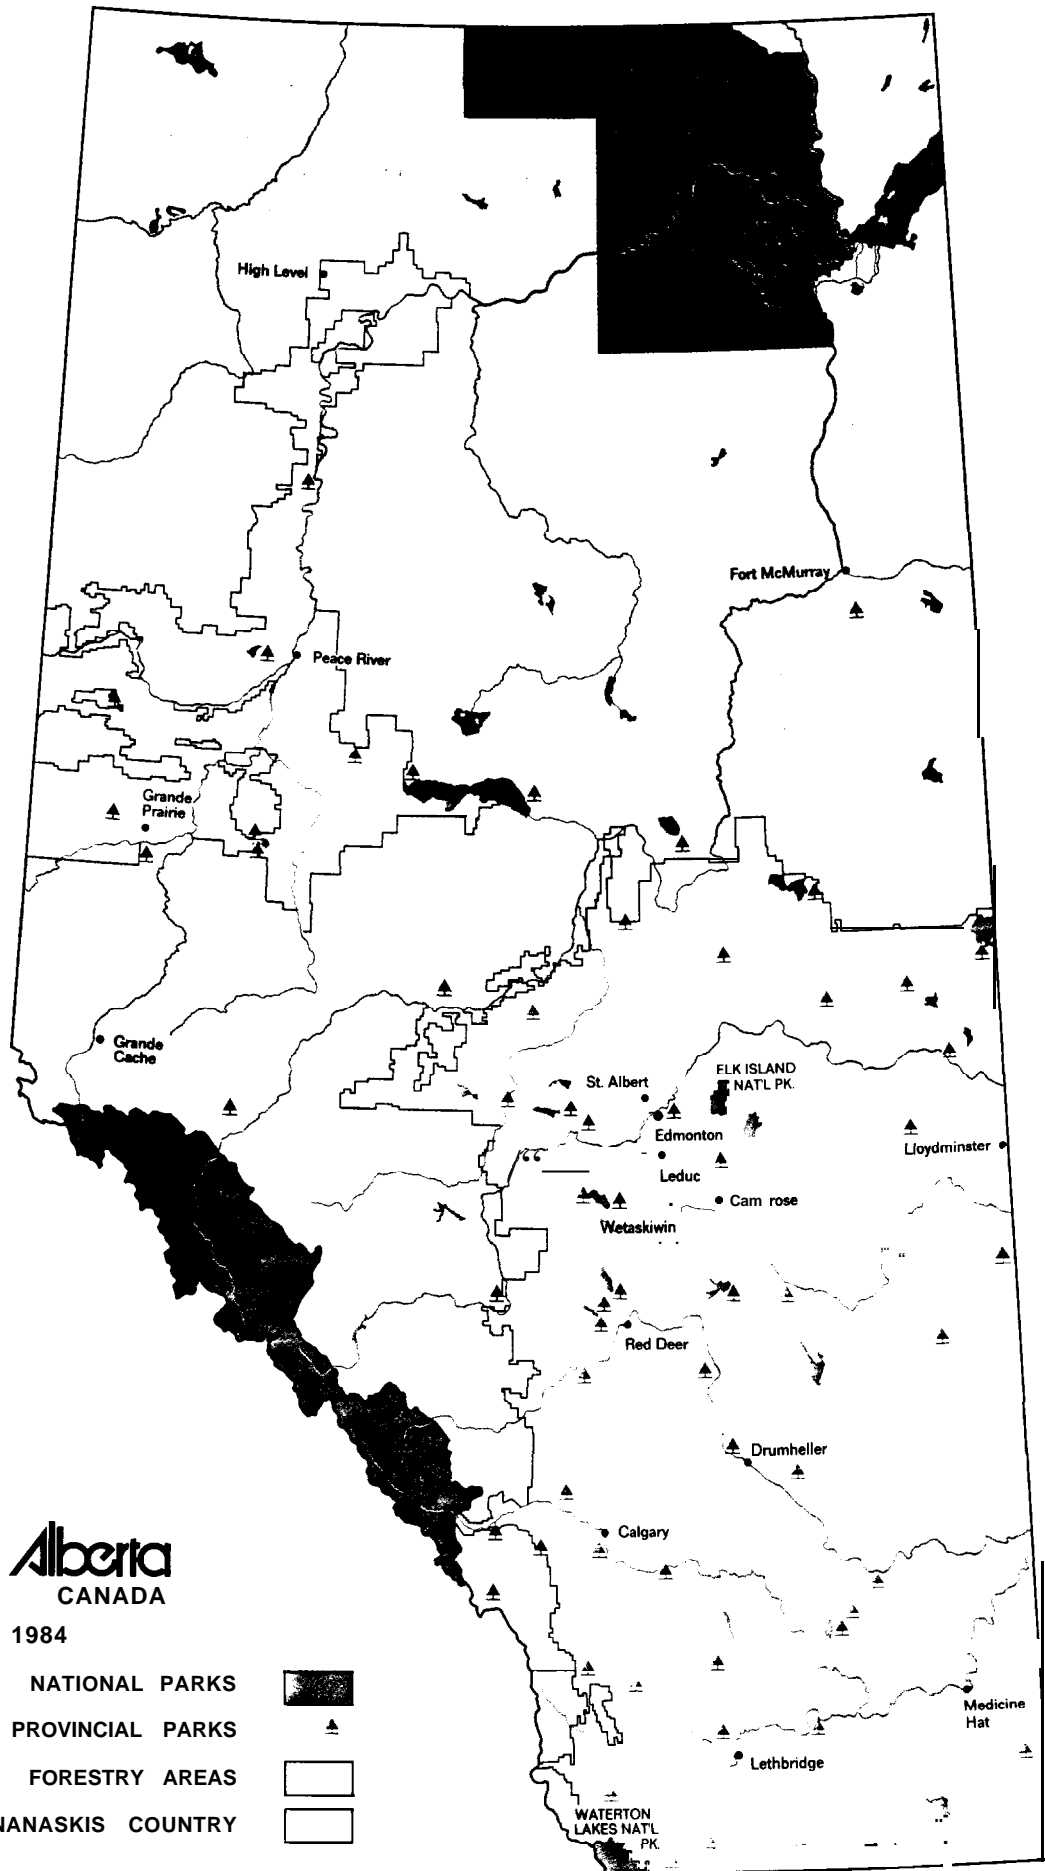 High Level
Fort McMurray
Peace River
Grande
Prairie
Grande
Cache
St. Albert
ELK ISLAND
NAT'L PK.
Edmonton
Lloydminster
Leduc
Cam rose
Wetaskiwin
Red Deer
Drumheller
Calgary
Alberta
CANADA
1984
NATIONAL PARKS
PROVINCIAL PARKS
FORESTRY AREAS
NANASKIS COUNTRY
Medicine
Hat
Lethbridge
WATERTON
LAKES NAT'L
PK.